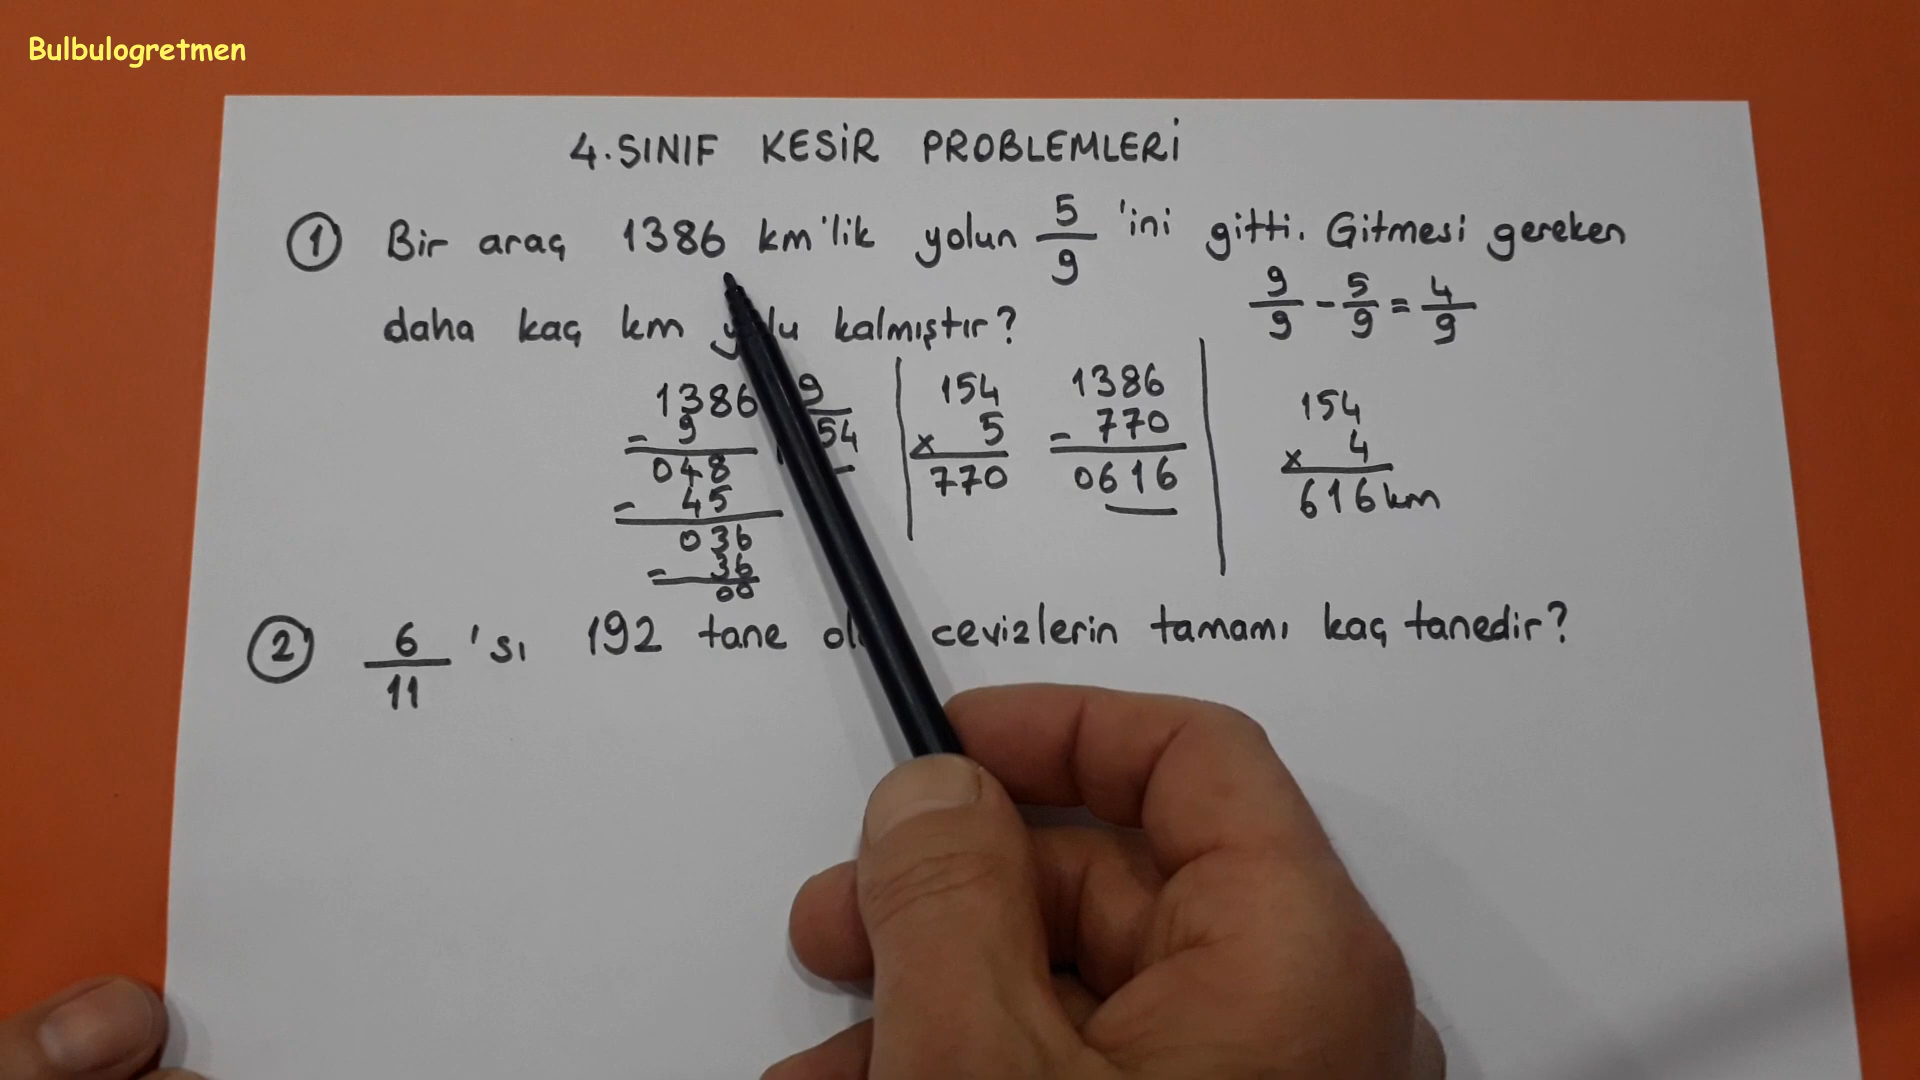 Bulbulogretmen
4.SINIF KESİR PROBLEMLERİ
1 Bir araç 1386 km'lik yolun 5/9 'ini gitti. Gitmesi gereken
daha kaç km kalmıştır?
9/9 - 5/9 = 4/9
1386 9
- 9 54
048
- 45
036
- 36
00
154
x 5
770
1386
- 770
0616
154
x 4
616 km
2 6/11 'sı 192 tane cevizlerin tamamı kaç tanedir?